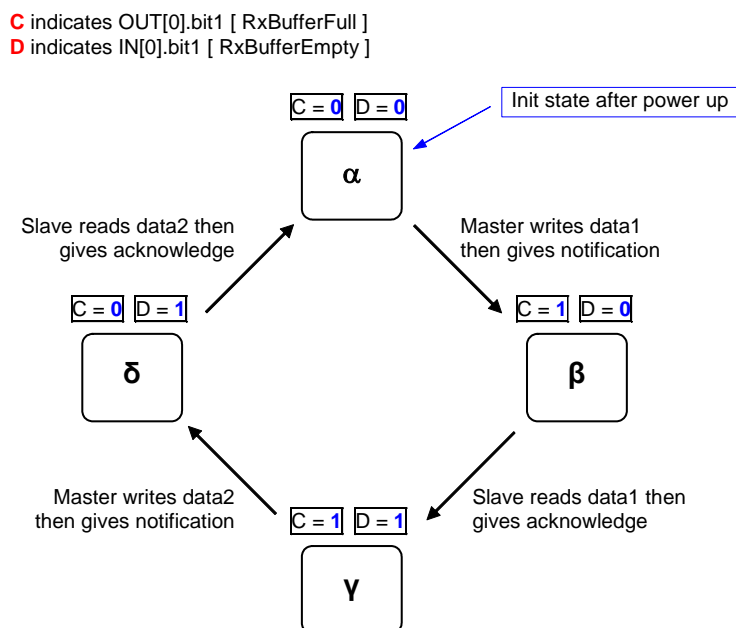 C indicates OUT[0].bit1 [ RxBufferFull ]
D indicates IN[0].bit1 [ RxBufferEmpty ]
C = 0 D = 0
Init state after power up
α
Slave reads data2 then
gives acknowledge
Master writes data1
then gives notification
C = 0 D = 1
C = 1 D = 0
δ
β
Master writes data2
then gives notification
Slave reads data1 then
gives acknowledge
C = 1 D = 1
γ